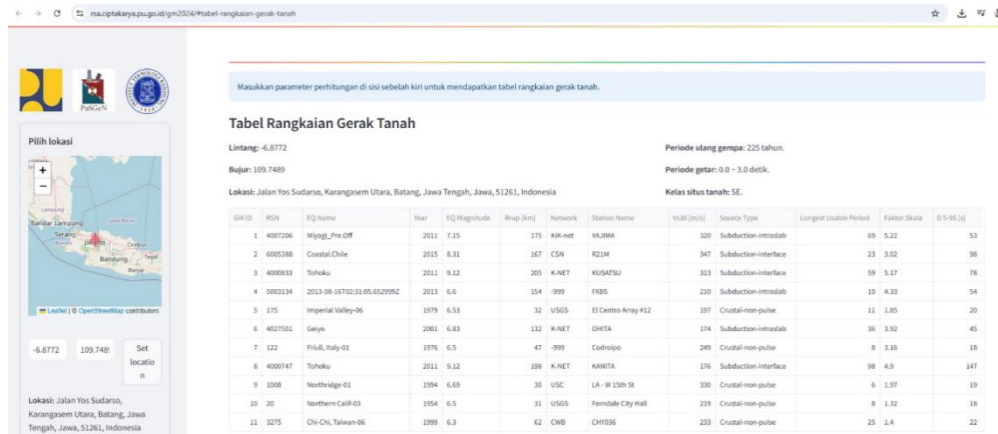 rsa.ciptakarya.pu.go.id/gm2024/#tabel-rangkaian-gerak-tanah
PuSGeN
Masukkan parameter perhitungan di sisi sebelah kiri untuk mendapatkan tabel rangkaian gerak tanah.
Tabel Rangkaian Gerak Tanah
Pilih lokasi
Lintang: -6.8772
Periode ulang gempa: 225 tahun.
Bujur: 109.7489
Periode getar: 0.0 – 3.0 detik.
Lokasi: Jalan Yos Sudarso, Karangasem Utara, Batang, Jawa Tengah, Jawa, 51261, Indonesia
Kelas situs tanah: SE.
+
−
Lampung
Bandar Lampung
Serang
Banten
Jakarta
Cirebon
Bandung
Tegal
Banjar
Leaflet | © OpenStreetMap contributors
GM ID RSN EQ Name Year EQ Magnitude Rrup [km] Network Station Name Vs30 [m/s] Source Type Longest Usable Period Faktor Skala D 5-95 [s]
1 4007206 Miyagi_Pre.Off 2011 7.15 175 KiK-net YAJIMA 320 Subduction-intraslab 69 5.22 53
2 6005388 Coastal.Chile 2015 8.31 167 CSN R21M 347 Subduction-interface 23 3.02 98
3 4000833 Tohoku 2011 9.12 205 K-NET KUSATSU 313 Subduction-interface 59 5.17 78
4 5003134 2013-08-16T02:31:05.652999Z 2013 6.6 154 -999 FXBS 210 Subduction-intraslab 10 4.33 54
5 175 Imperial Valley-06 1979 6.53 32 USGS El Centro Array #12 197 Crustal-non-pulse 11 1.85 20
6 4027501 Geiyo 2001 6.83 132 K-NET OHITA 174 Subduction-intraslab 36 3.92 45
7 122 Friuli, Italy-01 1976 6.5 47 -999 Codroipo 249 Crustal-non-pulse 8 3.16 18
8 4000747 Tohoku 2011 9.12 198 K-NET KANITA 176 Subduction-interface 98 4.9 147
9 1008 Northridge-01 1994 6.69 30 USC LA - W 15th St 330 Crustal-non-pulse 6 1.97 19
10 20 Northern Calif-03 1954 6.5 31 USGS Ferndale City Hall 219 Crustal-non-pulse 8 1.32 18
11 3275 Chi-Chi, Taiwan-06 1999 6.3 62 CWB CHY036 233 Crustal-non-pulse 25 1.4 22
-6.8772
109.748
Set
locatio
n
Lokasi: Jalan Yos Sudarso,
Karangasem Utara, Batang, Jawa
Tengah, Jawa, 51261, Indonesia